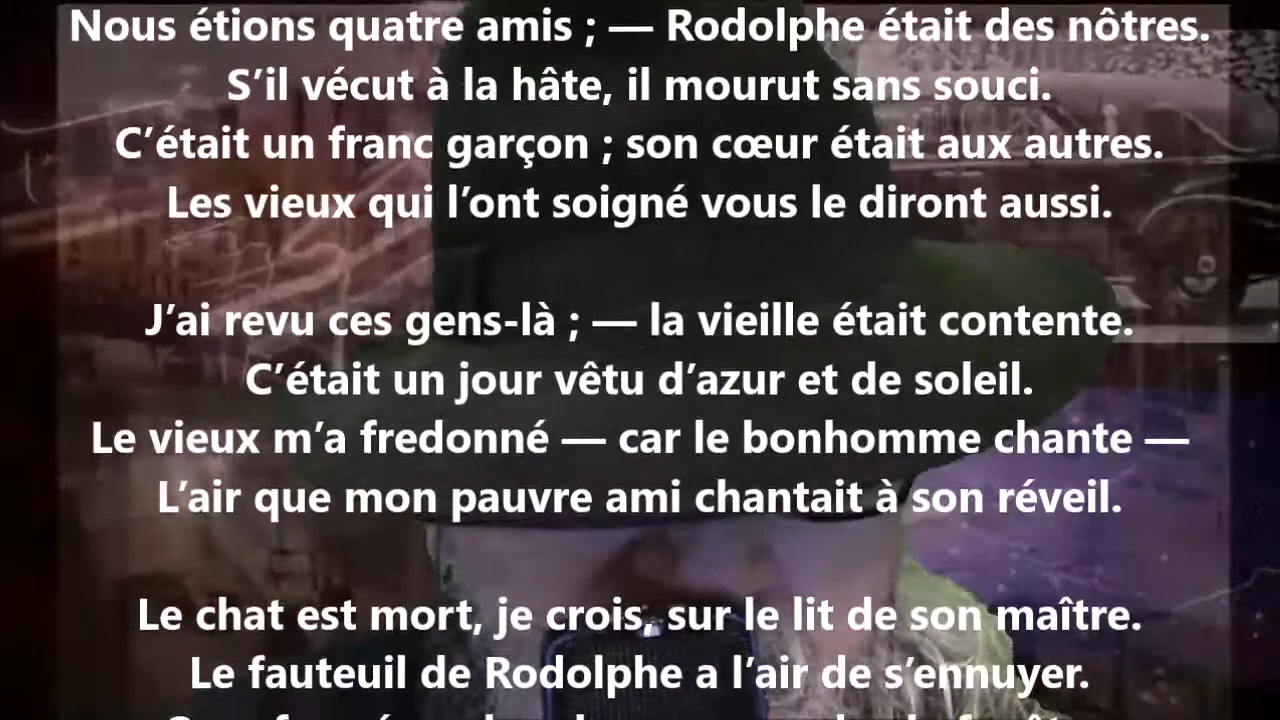 Nous étions quatre amis ; — Rodolphe était des nôtres.
S’il vécut à la hâte, il mourut sans souci.
C’était un franc garçon ; son cœur était aux autres.
Les vieux qui l’ont soigné vous le diront aussi.
J’ai revu ces gens-là ; — la vieille était contente.
C’était un jour vêtu d’azur et de soleil.
Le vieux m’a fredonné — car le bonhomme chante —
L’air que mon pauvre ami chantait à son réveil.
Le chat est mort, je crois, sur le lit de son maître.
Le fauteuil de Rodolphe a l’air de s’ennuyer.